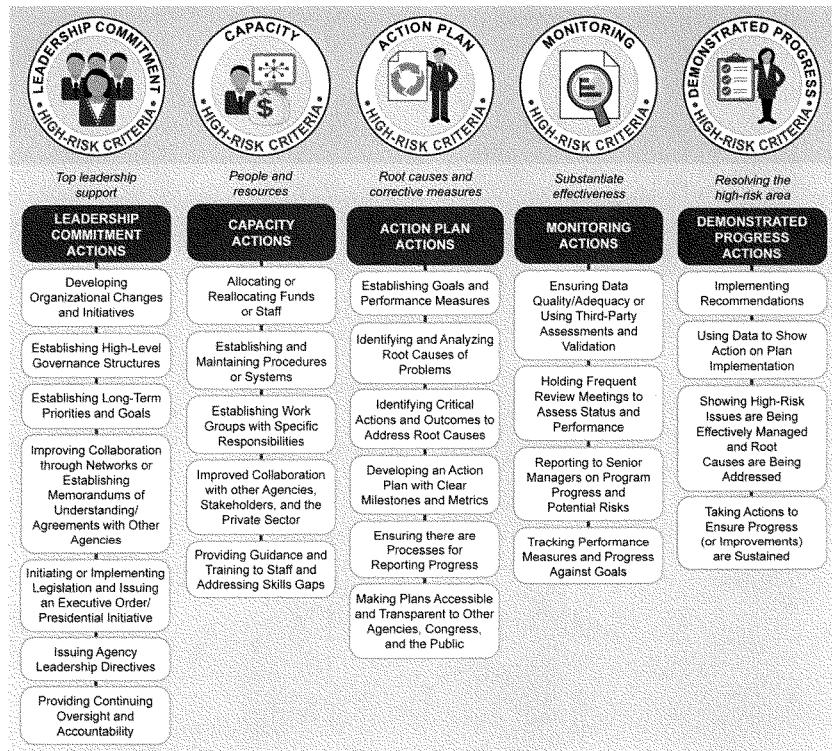 LEADERSHIP COMMITMENT
• HIGH-RISK CRITERIA •
Top leadership
support
LEADERSHIP
COMMITMENT
ACTIONS
Developing
Organizational Changes
and Initiatives
Establishing High-Level
Governance Structures
Establishing Long-Term
Priorities and Goals
Improving Collaboration
through Networks or
Establishing
Memorandums of
Understanding/
Agreements with Other
Agencies
Initiating or Implementing
Legislation and Issuing
an Executive Order/
Presidential Initiative
Issuing Agency
Leadership Directives
Providing Continuing
Oversight and
Accountability
CAPACITY
• HIGH-RISK CRITERIA •
$
People and
resources
CAPACITY
ACTIONS
Allocating or
Reallocating Funds
or Staff
Establishing and
Maintaining Procedures
or Systems
Establishing Work
Groups with Specific
Responsibilities
Improved Collaboration
with other Agencies,
Stakeholders, and the
Private Sector
Providing Guidance and
Training to Staff and
Addressing Skills Gaps
ACTION PLAN
• HIGH-RISK CRITERIA •
Root causes and
corrective measures
ACTION PLAN
ACTIONS
Establishing Goals and
Performance Measures
Identifying and Analyzing
Root Causes of
Problems
Identifying Critical
Actions and Outcomes to
Address Root Causes
Developing an Action
Plan with Clear
Milestones and Metrics
Ensuring there are
Processes for
Reporting Progress
Making Plans Accessible
and Transparent to Other
Agencies, Congress,
and the Public
MONITORING
• HIGH-RISK CRITERIA •
Substantiate
effectiveness
MONITORING
ACTIONS
Ensuring Data
Quality/Adequacy or
Using Third-Party
Assessments and
Validation
Holding Frequent
Review Meetings to
Assess Status and
Performance
Reporting to Senior
Managers on Program
Progress and
Potential Risks
Tracking Performance
Measures and Progress
Against Goals
DEMONSTRATED PROGRESS
• HIGH-RISK CRITERIA •
Resolving the
high-risk area
DEMONSTRATED
PROGRESS
ACTIONS
Implementing
Recommendations
Using Data to Show
Action on Plan
Implementation
Showing High-Risk
Issues are Being
Effectively Managed
and Root
Causes are Being
Addressed
Taking Actions to
Ensure Progress
(or Improvements)
are Sustained